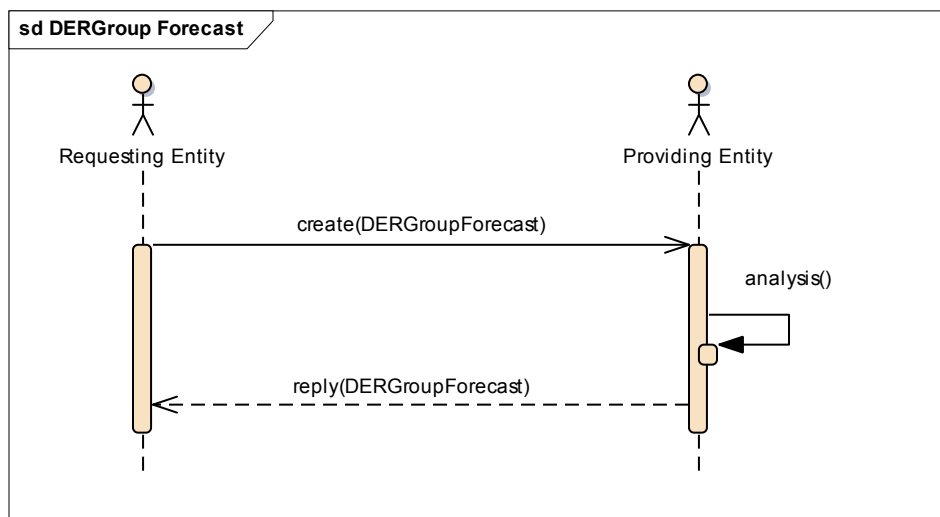 sd DERGroup Forecast
Requesting Entity
Providing Entity
create(DERGroupForecast)
analysis()
reply(DERGroupForecast)